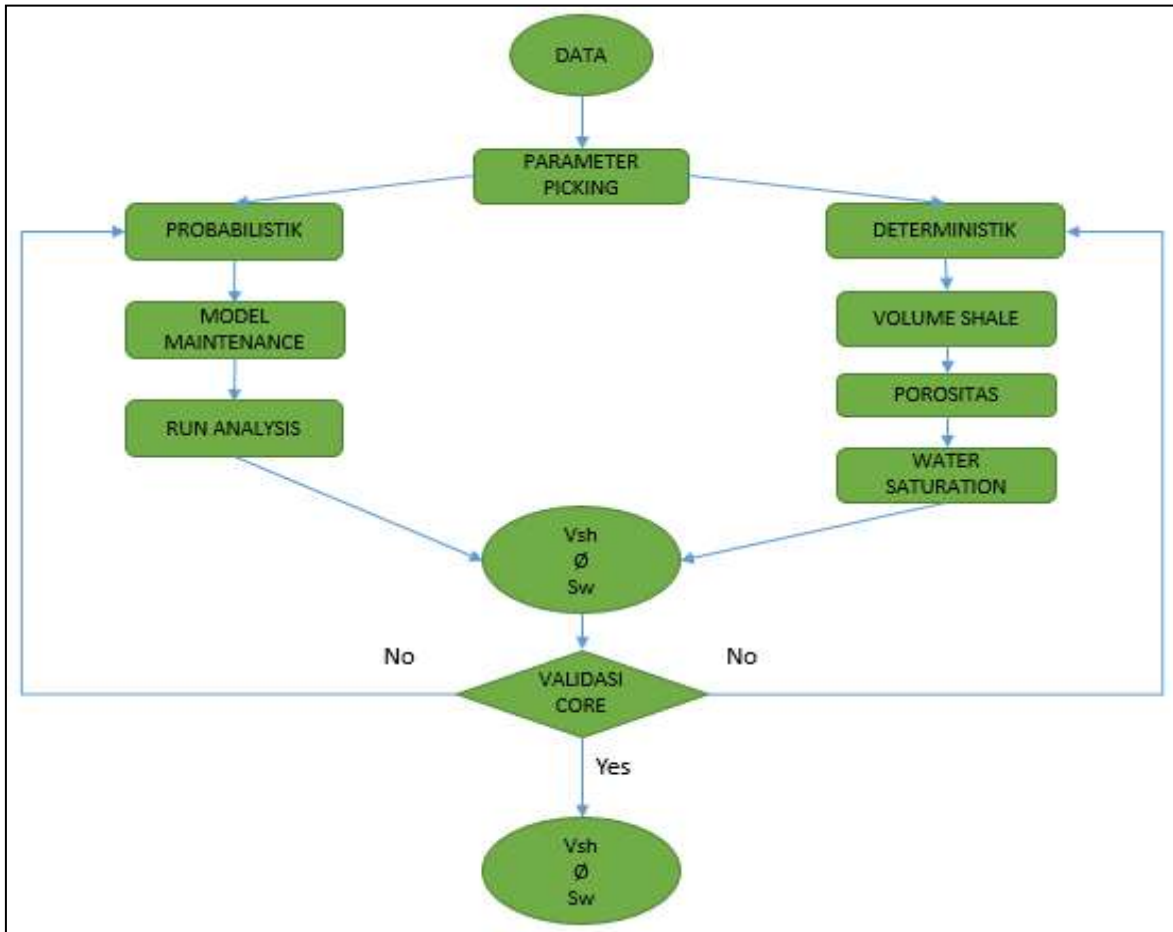 DATA
PARAMETER
PICKING
PROBABILISTIK
DETERMINISTIK
MODEL
MAINTENANCE
VOLUME SHALE
POROSITAS
RUN ANALYSIS
WATER
SATURATION
Vsh
Ø
Sw
No
No
VALIDASI
CORE
Yes
Vsh
Ø
Sw